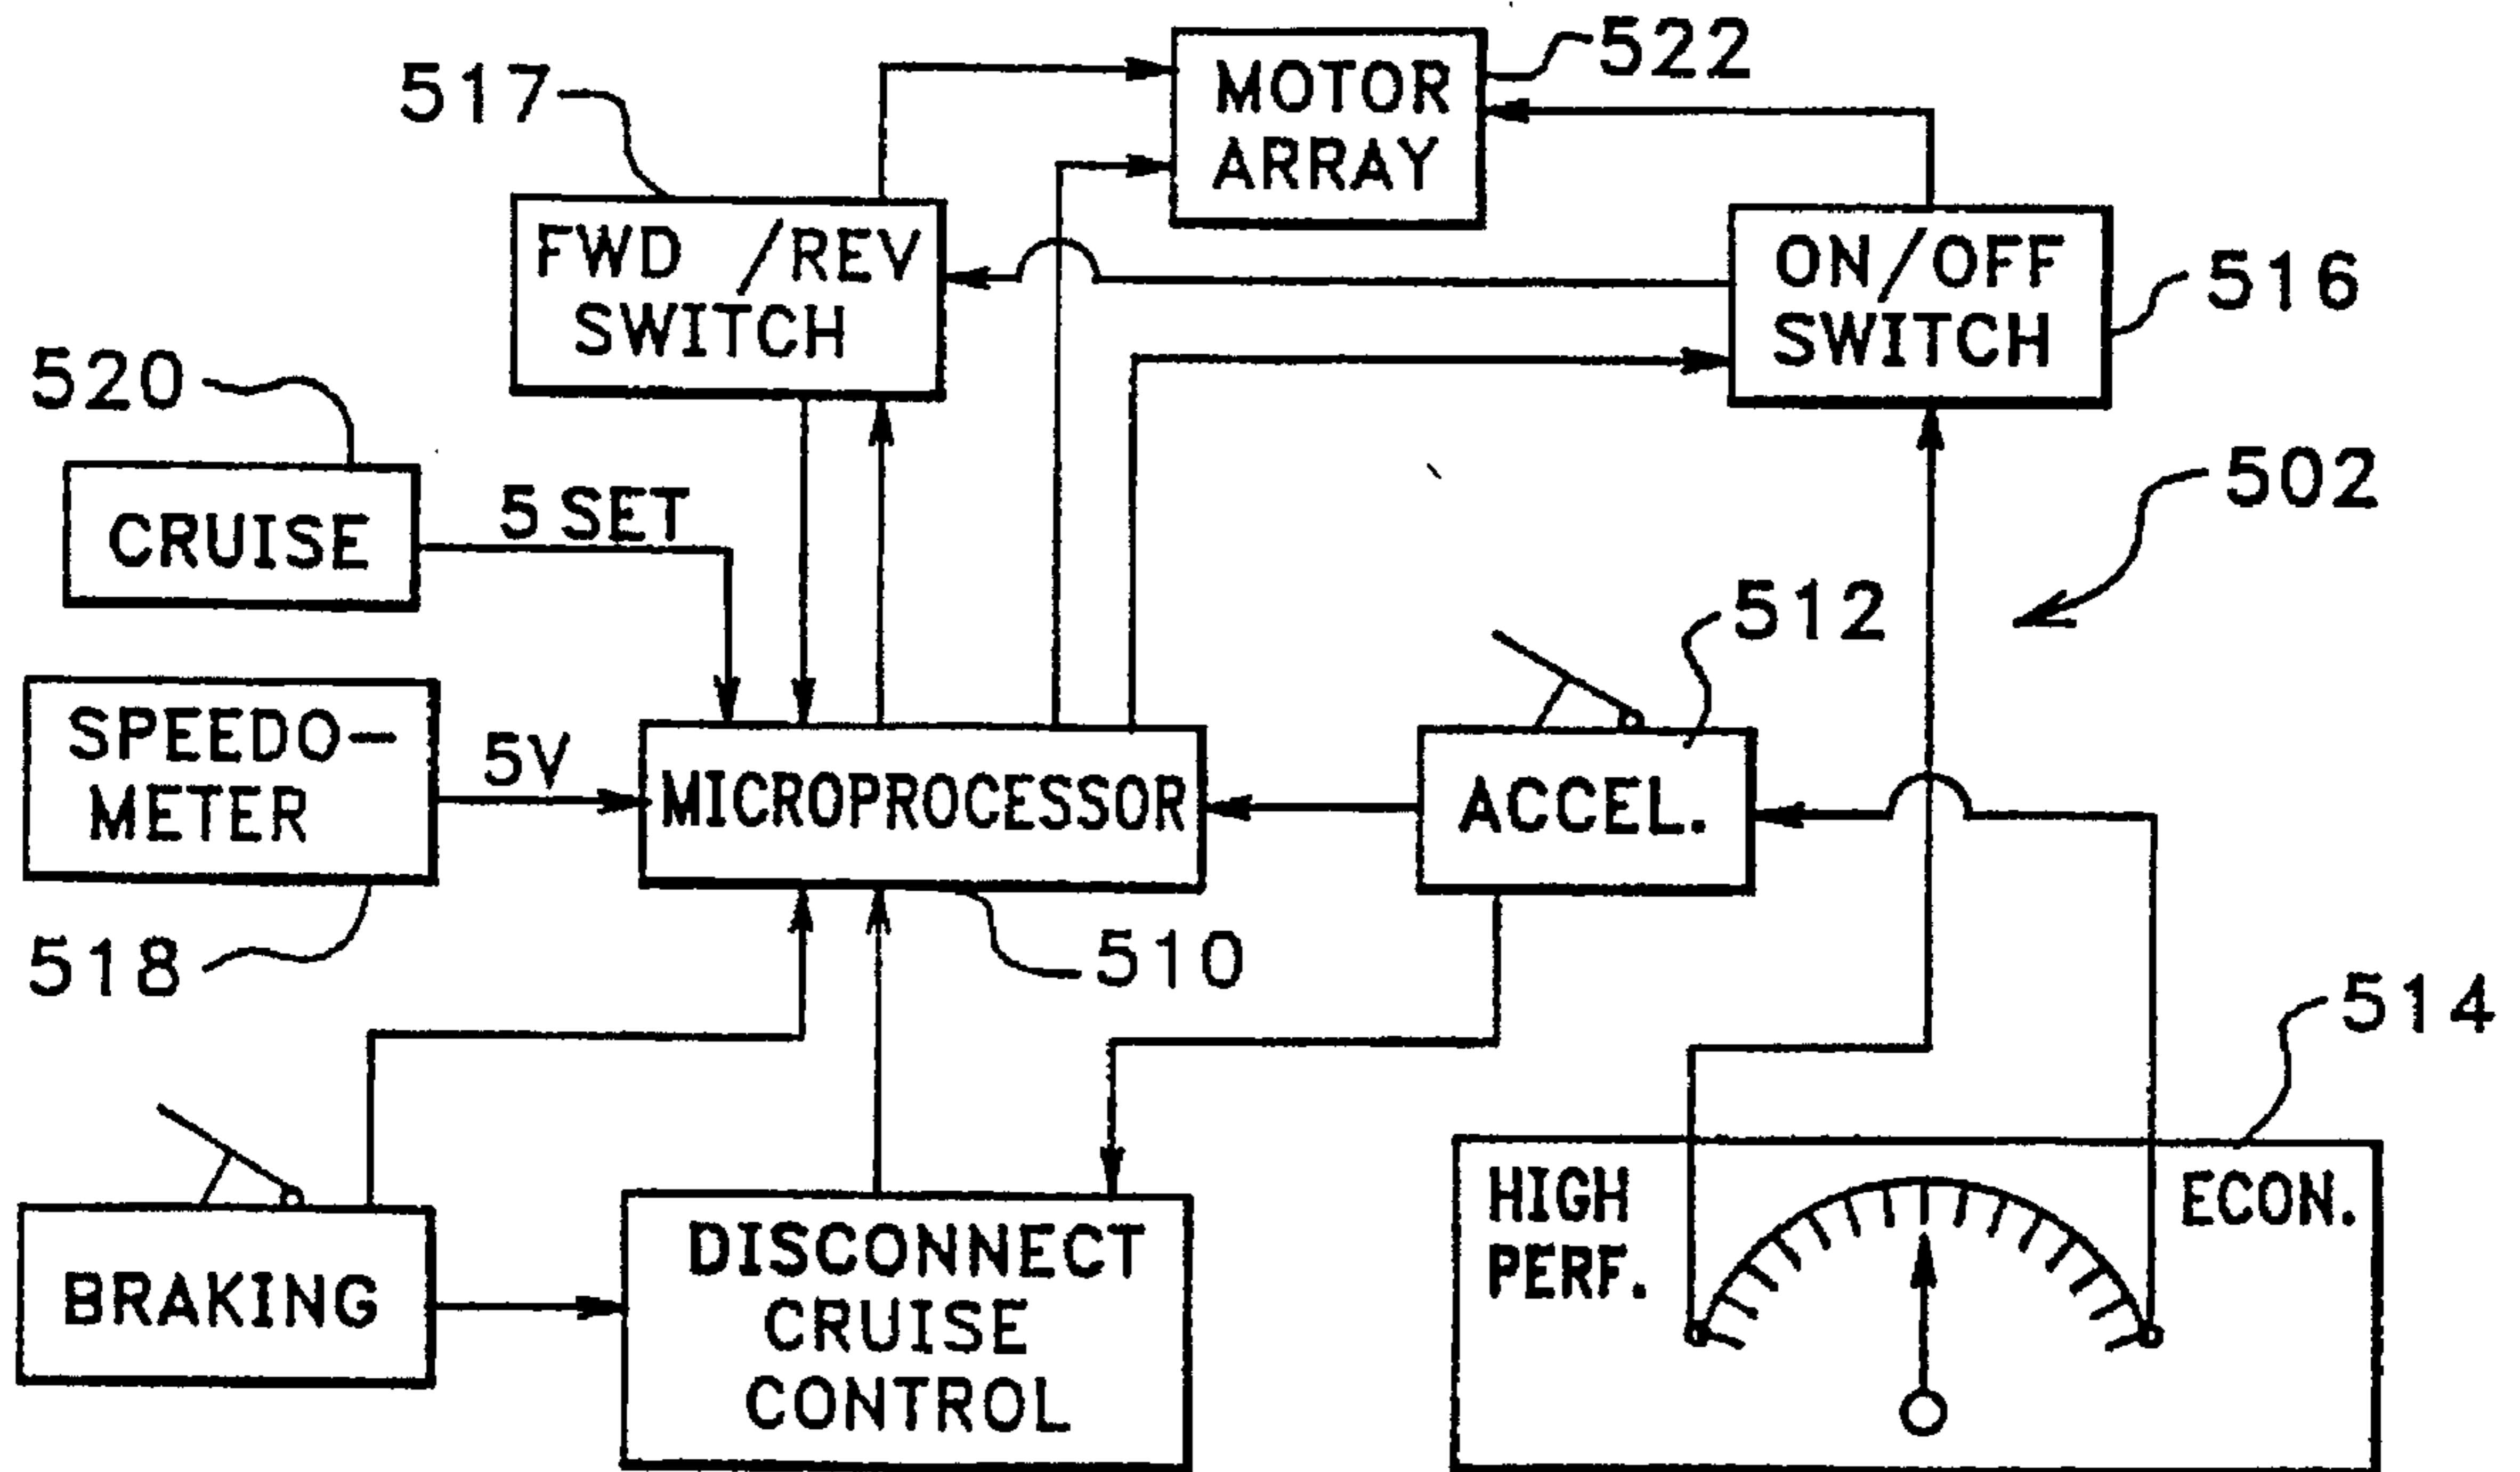 522
517
MOTOR
ARRAY
FWD /REV
SWITCH
ON/OFF
SWITCH
516
520
CRUISE
5 SET
502
512
SPEEDO-
METER
5V
MICROPROCESSOR
ACCEL.
518
510
514
HIGH
PERF.
ECON.
BRAKING
DISCONNECT
CRUISE
CONTROL